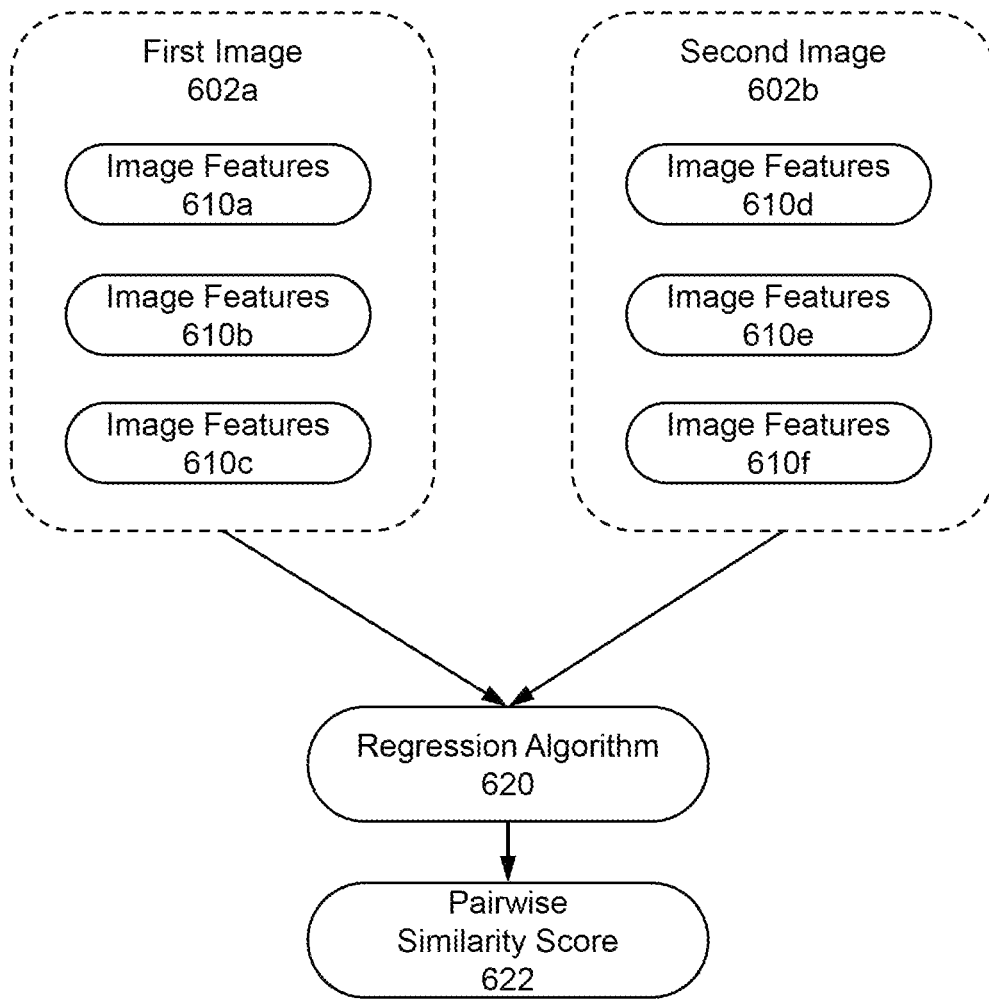 First Image
602a
Image Features
610a
Image Features
610b
Image Features
610c
Second Image
602b
Image Features
610d
Image Features
610e
Image Features
610f
Regression Algorithm
620
Pairwise
Similarity Score
622